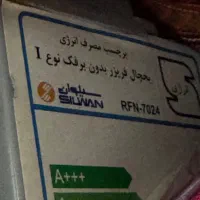 برچسب مصرف انرژی
یخچال فریزر بدون برفک نوع I
سیلوان
SILWAN
RFN-7024
A+++